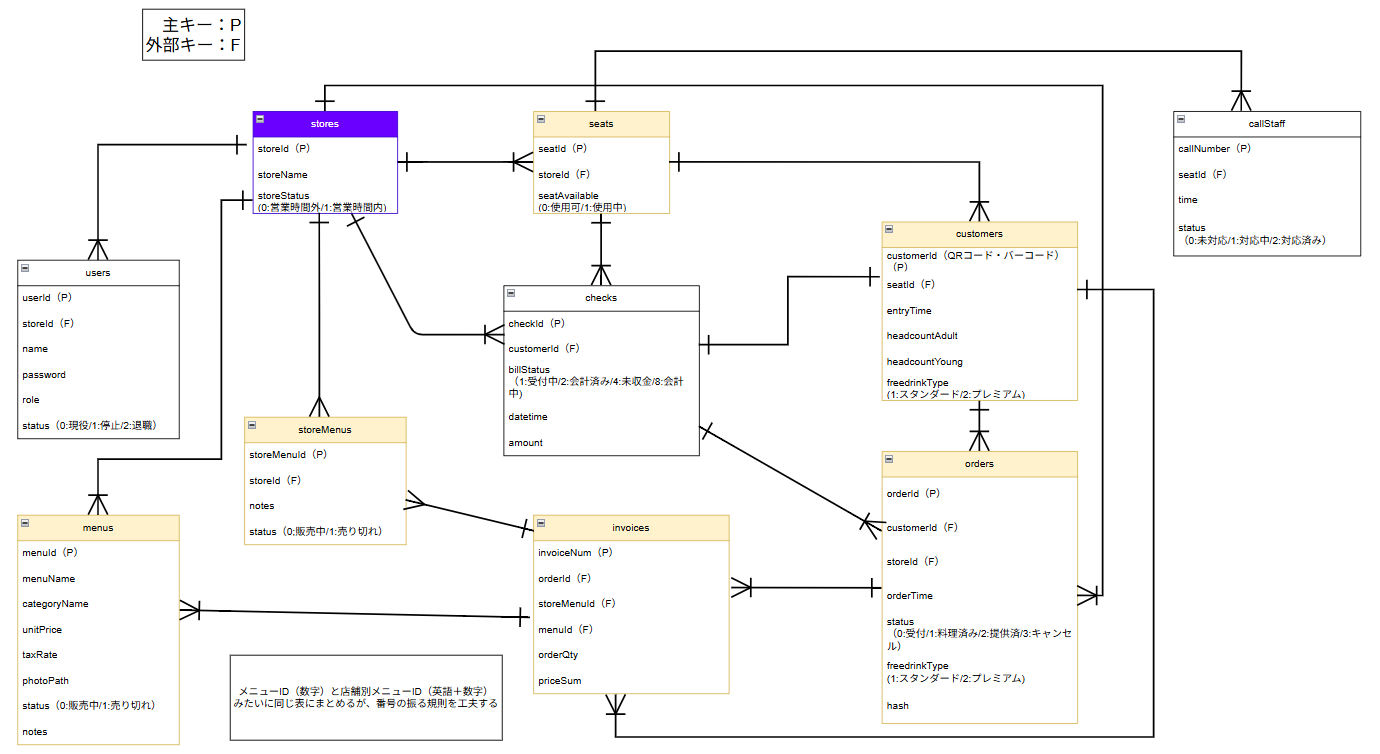 主キー：P
外部キー：F
stores
storeId（P）
storeName
storeStatus
(0:営業時間外/1:営業時間内)
seats
seatId（P）
storeId（F）
seatAvailable
(0:使用可/1:使用中)
callStaff
callNumber（P）
seatId（F）
time
status
（0:未対応/1:対応中/2:対応済み）
customers
customerId（QRコード・バーコード）
（P）
seatId（F）
entryTime
headcountAdult
headcountYoung
freedrinkType
(1:スタンダード/2:プレミアム)
users
userId（P）
storeId（F）
name
password
role
status（0:現役/1:停止/2:退職）
checks
checkId（P）
customerId（F）
billStatus
（1:受付中/2:会計済み/4:未収金/8:会計
中)
datetime
amount
storeMenus
storeMenuId（P）
storeId（F）
notes
status（0;販売中/1:売り切れ）
orders
orderId（P）
customerId（F）
storeId（F）
orderTime
status
（0:受付/1:料理済み/2:提供済/3:キャンセ
ル）
freedrinkType
(1:スタンダード/2:プレミアム)
hash
menus
menuId（P）
menuName
categoryName
unitPrice
taxRate
photoPath
status（0:販売中/1:売り切れ）
notes
invoices
invoiceNum（P）
orderId（F）
storeMenuId（F）
menuId（F）
orderQty
priceSum
メニューID（数字）と店舗別メニューID（英語＋数字）
みたいに同じ表にまとめるが、番号の振る規則を工夫する